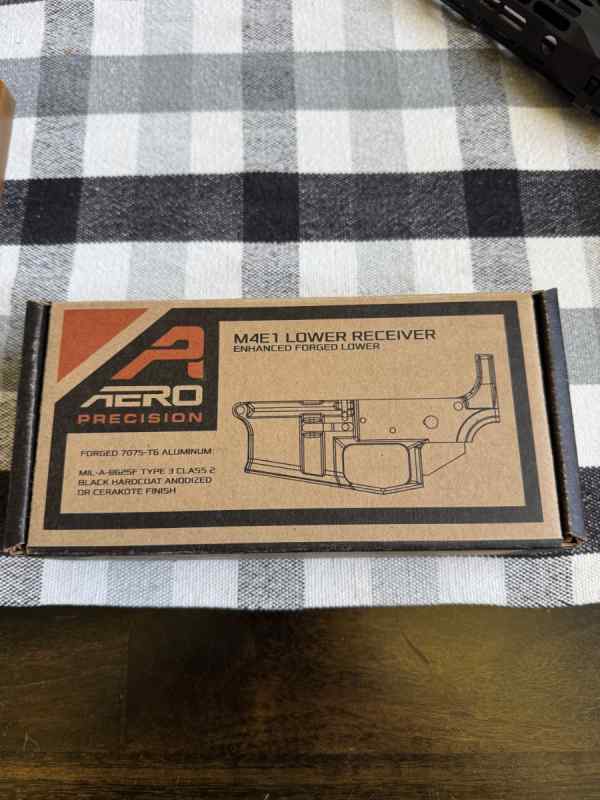 M4E1 LOWER RECEIVER
ENHANCED FORGED LOWER
AERO
PRECISION
FORGED 7075-T6 ALUMINUM
MIL-A-8625F TYPE 3 CLASS 2
BLACK HARDCOAT ANODIZED
OR CERAKOTE FINISH